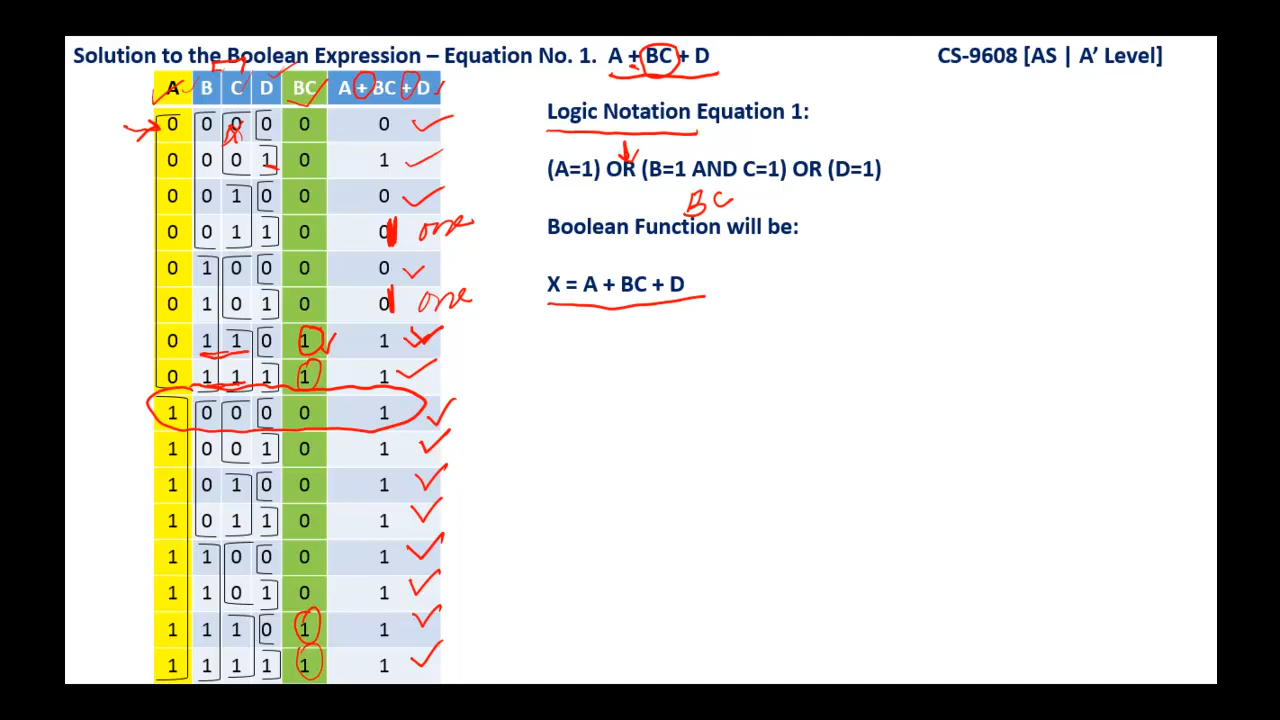 Solution to the Boolean Expression – Equation No. 1. A + BC + D CS-9608 [AS | A’ Level]
A B C D BC A + BC + D
0 0 0 0 0 0
0 0 0 1 0 1
0 0 1 0 0 0
0 0 1 1 0 0 one
0 1 0 0 0 0
0 1 0 1 0 0 one
0 1 1 0 1 1
0 1 1 1 1 1
1 0 0 0 0 1
1 0 0 1 0 1
1 0 1 0 0 1
1 0 1 1 0 1
1 1 0 0 0 1
1 1 0 1 0 1
1 1 1 0 1 1
1 1 1 1 1 1
Logic Notation Equation 1:
(A=1) OR (B=1 AND C=1) OR (D=1)
BC
Boolean Function will be:
X = A + BC + D